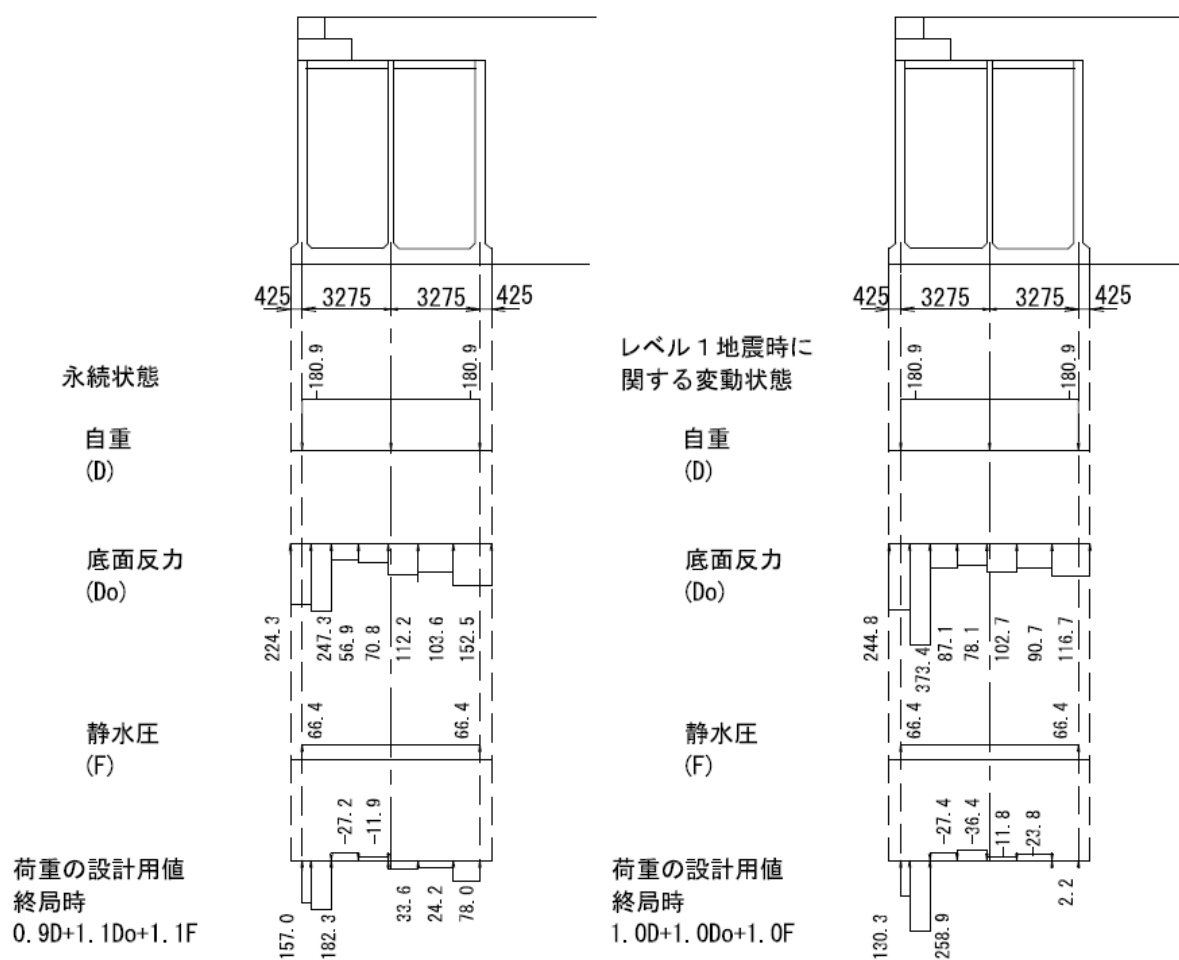 425 3275 3275 425
永続状態
180.9 180.9
自重
(D)
底面反力
(Do)
224.3 247.3 56.9 70.8 112.2 103.6 152.5
静水圧
(F)
66.4 66.4
荷重の設計用値
終局時
0.9D+1.1Do+1.1F
157.0 182.3 -27.2 -11.9 33.6 24.2 78.0
425 3275 3275 425
レベル1地震時に
関する変動状態
180.9 180.9
自重
(D)
底面反力
(Do)
244.8 373.4 87.1 78.1 102.7 90.7 116.7
静水圧
(F)
66.4 66.4
荷重の設計用値
終局時
1.0D+1.0Do+1.0F
130.3 258.9 -27.4 -36.4 -11.8 -23.8 2.2